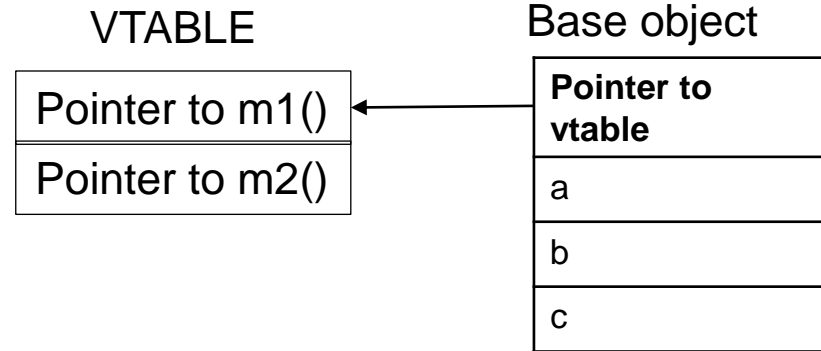 VTABLE
Pointer to m1()
Pointer to m2()
Base object
Pointer to
vtable
a
b
c